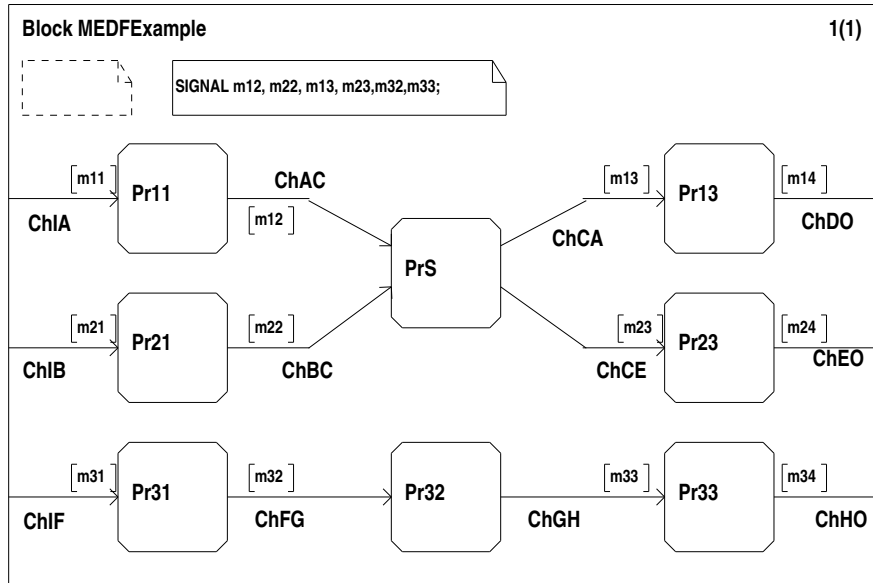 Block MEDFExample
1(1)
SIGNAL m12, m22, m13, m23,m32,m33;
[m11]
Pr11
ChIA
ChAC
[m12]
PrS
[m13]
Pr13
[m14]
ChCA
ChDO
[m21]
Pr21
[m22]
ChIB
ChBC
[m23]
Pr23
[m24]
ChCE
ChEO
[m31]
Pr31
[m32]
ChIF
ChFG
Pr32
[m33]
Pr33
[m34]
ChGH
ChHO